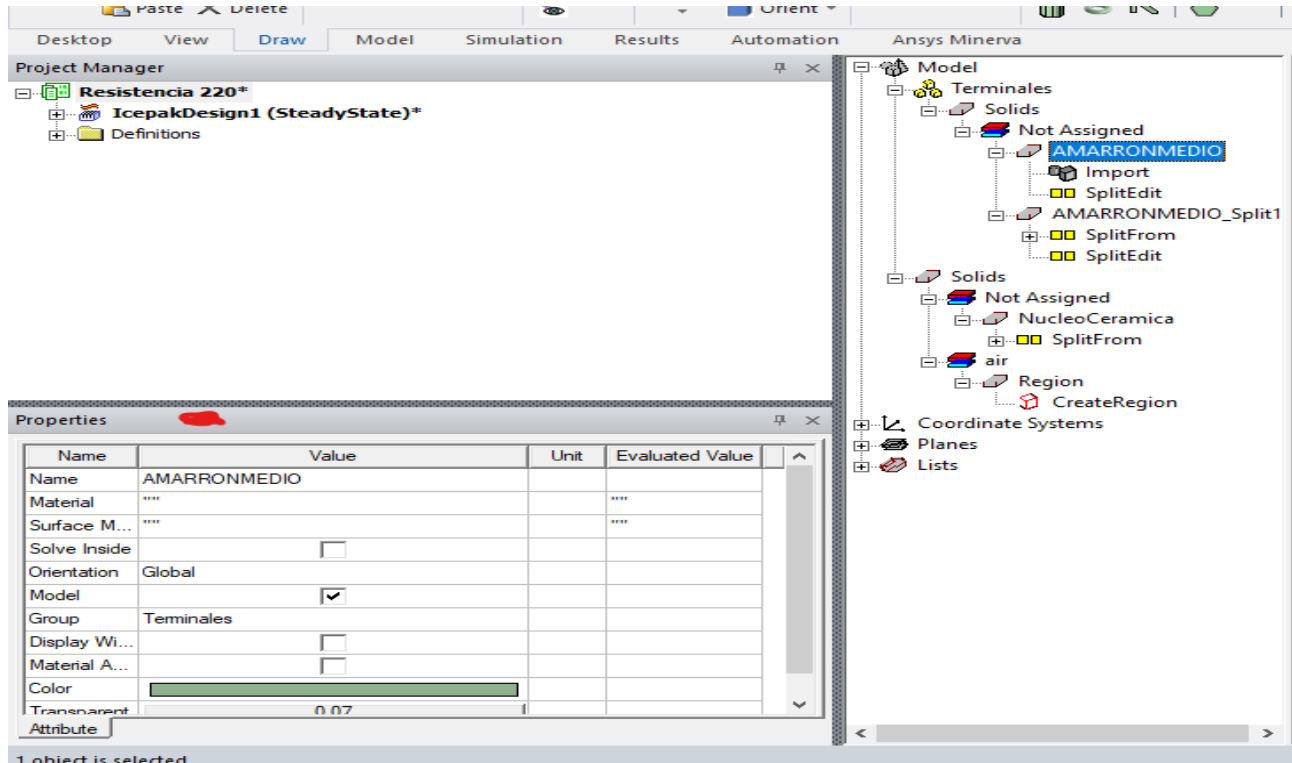 Paste Delete Orient
Desktop View Draw Model Simulation Results Automation Ansys Minerva
Project Manager
Resistencia 220*
IcepakDesign1 (SteadyState)*
Definitions
Model
Terminales
Solids
Not Assigned
AMARRONMEDIO
Import
SplitEdit
AMARRONMEDIO_Split1
SplitFrom
SplitEdit
Solids
Not Assigned
NucleoCeramica
SplitFrom
air
Region
CreateRegion
Coordinate Systems
Planes
Lists
Properties
Name Value Unit Evaluated Value
Name AMARRONMEDIO
Material "" ""
Surface M... "" ""
Solve Inside
Orientation Global
Model
Group Terminales
Display Wi...
Material A...
Color
Transparent 0.07
Attribute
1 object is selected